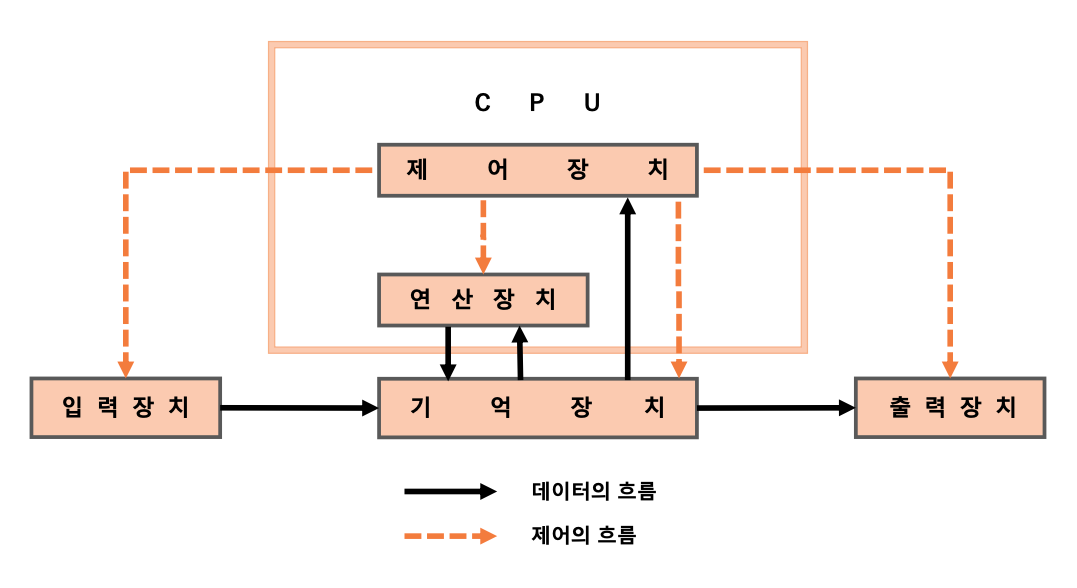 C P U
제 어 장 치
연 산 장 치
입 력 장 치
기 억 장 치
출 력 장 치
데이터의 흐름
제어의 흐름